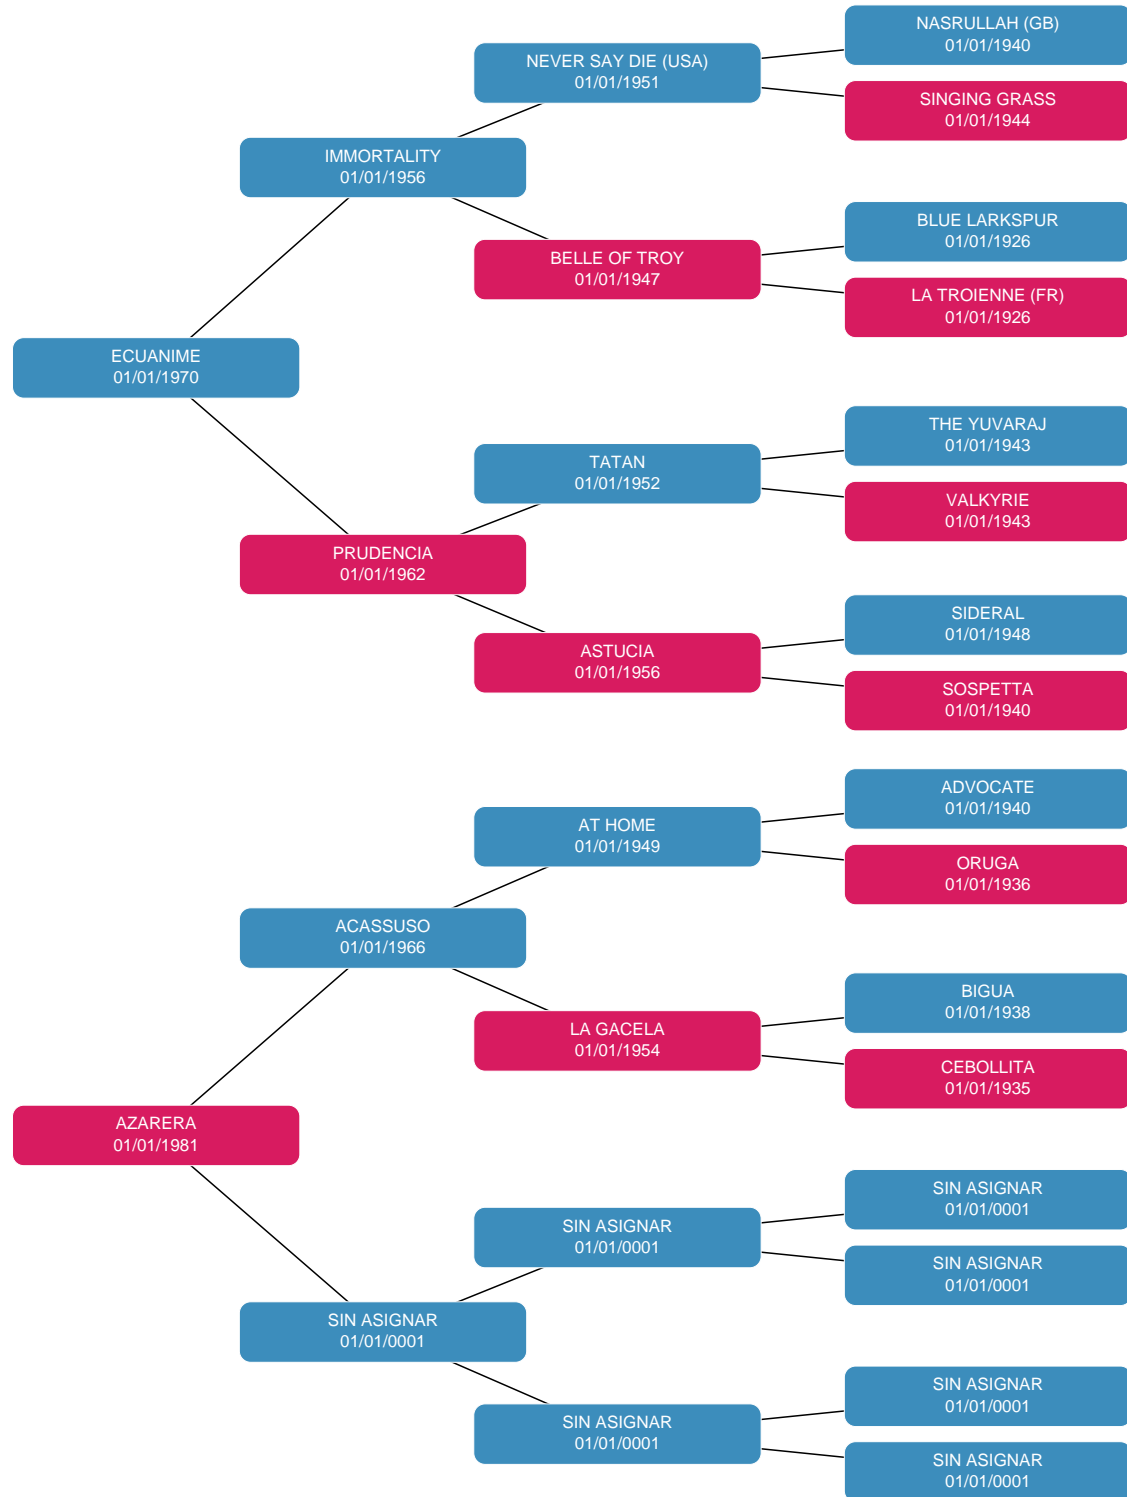 NASRULLAH (GB)
01/01/1940
NEVER SAY DIE (USA)
01/01/1951
SINGING GRASS
01/01/1944
IMMORTALITY
01/01/1956
BLUE LARKSPUR
01/01/1926
BELLE OF TROY
01/01/1947
LA TROIENNE (FR)
01/01/1926
ECUANIME
01/01/1970
THE YUVARAJ
01/01/1943
TATAN
01/01/1952
VALKYRIE
01/01/1943
PRUDENCIA
01/01/1962
SIDERAL
01/01/1948
ASTUCIA
01/01/1956
SOSPETTA
01/01/1940
ADVOCATE
01/01/1940
AT HOME
01/01/1949
ORUGA
01/01/1936
ACASSUSO
01/01/1966
BIGUA
01/01/1938
LA GACELA
01/01/1954
CEBOLLITA
01/01/1935
AZARERA
01/01/1981
SIN ASIGNAR
01/01/0001
SIN ASIGNAR
01/01/0001
SIN ASIGNAR
01/01/0001
SIN ASIGNAR
01/01/0001
SIN ASIGNAR
01/01/0001
SIN ASIGNAR
01/01/0001
SIN ASIGNAR
01/01/0001